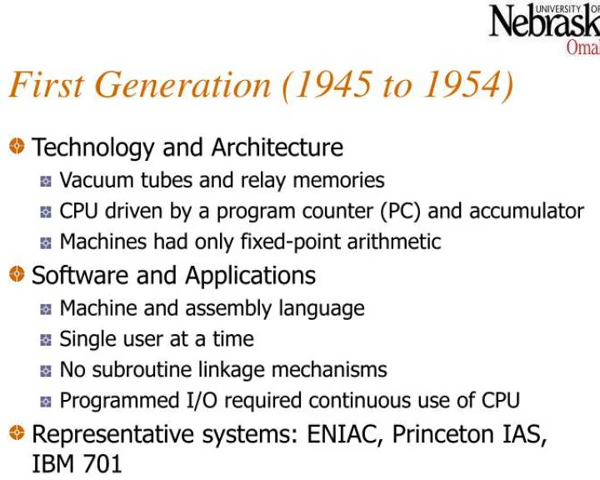 UNIVERSITY OF
Nebrask
Omah
First Generation (1945 to 1954)
Technology and Architecture
Vacuum tubes and relay memories
CPU driven by a program counter (PC) and accumulator
Machines had only fixed-point arithmetic
Software and Applications
Machine and assembly language
Single user at a time
No subroutine linkage mechanisms
Programmed I/O required continuous use of CPU
Representative systems: ENIAC, Princeton IAS,
IBM 701